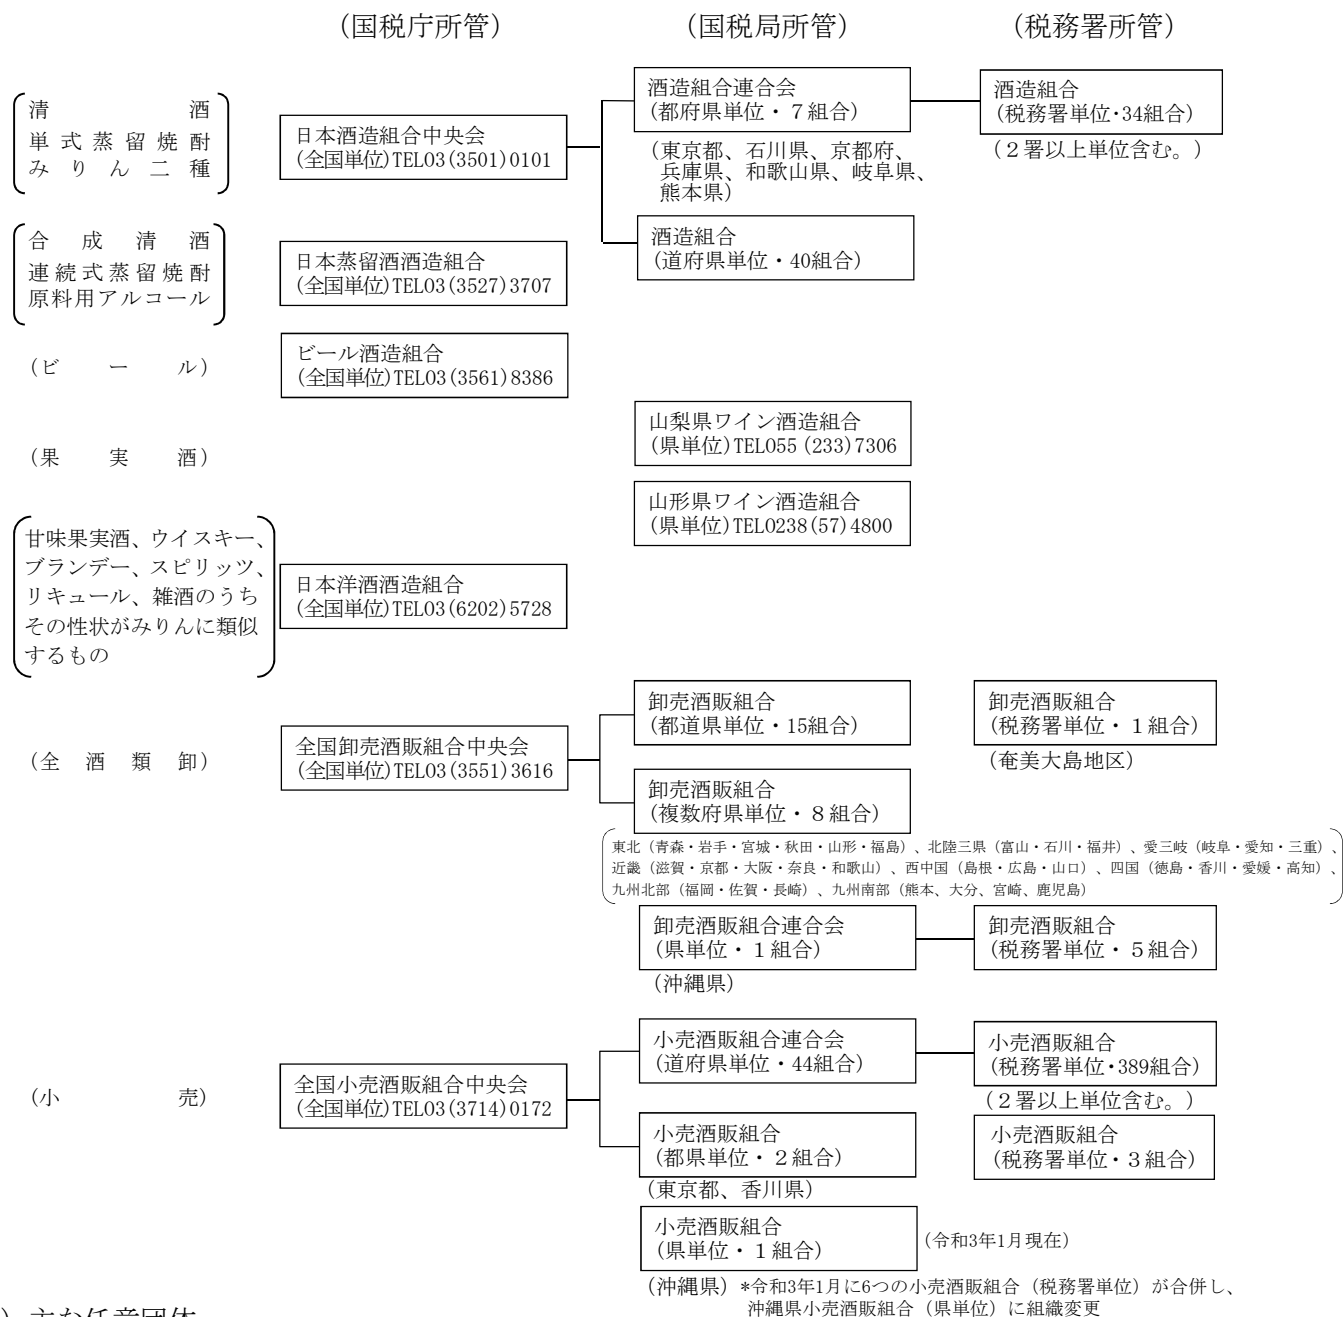 (国税庁所管)
(国税局所管)
(税務署所管)
清酒
単式蒸留焼酎
みりん二種
日本酒造組合中央会
(全国単位)TEL03(3501)0101
酒造組合連合会
(都府県単位・7組合)
(東京都、石川県、京都府、
兵庫県、和歌山県、岐阜県、
熊本県)
酒造組合
(税務署単位・34組合)
(2署以上単位含む。)
酒造組合
(道府県単位・40組合)
合成清酒
連続式蒸留焼酎
原料用アルコール
日本蒸留酒酒造組合
(全国単位)TEL03(3527)3707
(ビール)
ビール酒造組合
(全国単位)TEL03(3561)8386
(果実酒)
山梨県ワイン酒造組合
(県単位)TEL055(233)7306
山形県ワイン酒造組合
(県単位)TEL0238(57)4800
甘味果実酒、ウイスキー、
ブランデー、スピリッツ、
リキュール、雑酒のうち
その性状がみりんに類似
するもの
日本洋酒酒造組合
(全国単位)TEL03(6202)5728
(全酒類卸)
全国卸売酒販組合中央会
(全国単位)TEL03(3551)3616
卸売酒販組合
(都道県単位・15組合)
卸売酒販組合
(税務署単位・1組合)
(奄美大島地区)
卸売酒販組合
(複数府県単位・8組合)
東北(青森・岩手・宮城・秋田・山形・福島)、北陸三県(富山・石川・福井)、愛三岐(岐阜・愛知・三重)、
近畿(滋賀・京都・大阪・奈良・和歌山)、西中国(島根・広島・山口)、四国(徳島・香川・愛媛・高知)、
九州北部(福岡・佐賀・長崎)、九州南部(熊本、大分、宮崎、鹿児島)
卸売酒販組合連合会
(県単位・1組合)
(沖縄県)
卸売酒販組合
(税務署単位・5組合)
(小売)
全国小売酒販組合中央会
(全国単位)TEL03(3714)0172
小売酒販組合連合会
(道府県単位・44組合)
小売酒販組合
(税務署単位・389組合)
(2署以上単位含む。)
小売酒販組合
(都県単位・2組合)
(東京都、香川県)
小売酒販組合
(税務署単位・3組合)
小売酒販組合
(県単位・1組合)
(令和3年1月現在)
(沖縄県)*令和3年1月に6つの小売酒販組合(税務署単位)が合併し、
沖縄県小売酒販組合(県単位)に組織変更
)主な任意団体